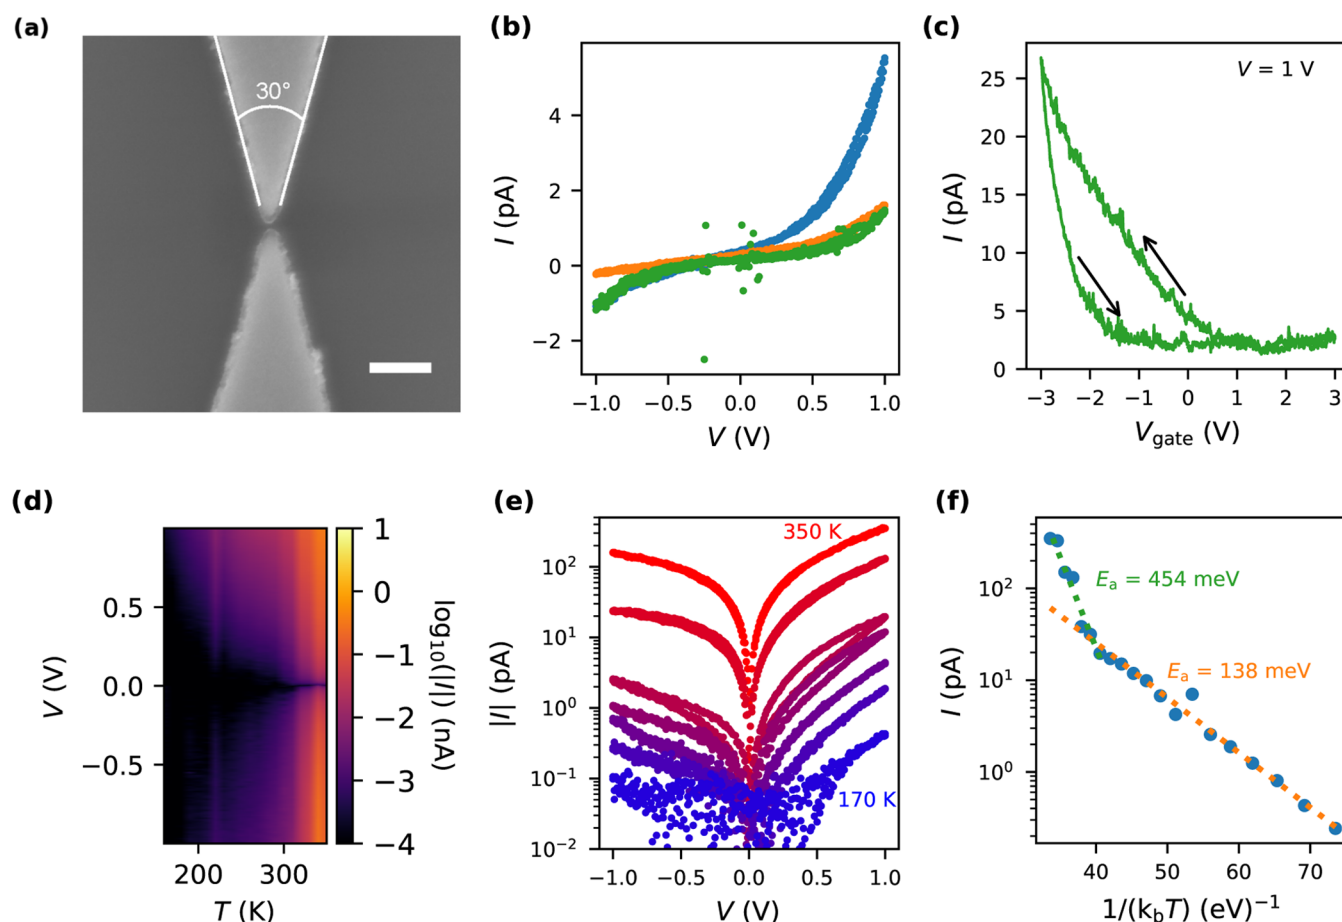 (a)
30°
(b)
I (pA)
4
2
0
−2
−1.0 −0.5 0.0 0.5 1.0
V (V)
(c)
V = 1 V
I (pA)
25
20
15
10
5
0
−3 −2 −1 0 1 2 3
V_gate (V)
(d)
V (V)
0.5
0.0
−0.5
200 300
T (K)
1
0
−1
−2
−3
−4
log₁₀(|I|) (nA)
(e)
|I| (pA)
10²
10¹
10⁰
10⁻¹
10⁻²
350 K
170 K
−1.0 −0.5 0.0 0.5 1.0
V (V)
(f)
I (pA)
10²
10¹
10⁰
Eₐ = 454 meV
Eₐ = 138 meV
40 50 60 70
1/(k_bT) (eV)⁻¹